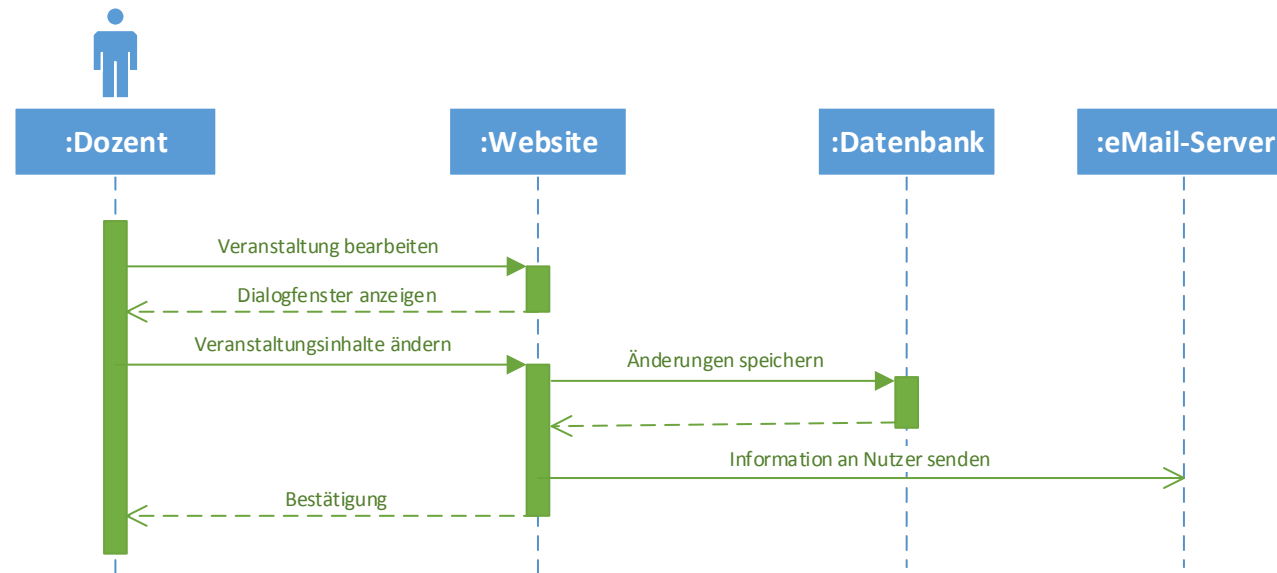 :Dozent
:Website
:Datenbank
:eMail-Server
Veranstaltung bearbeiten
Dialogfenster anzeigen
Veranstaltungsinhalte ändern
Änderungen speichern
Information an Nutzer senden
Bestätigung